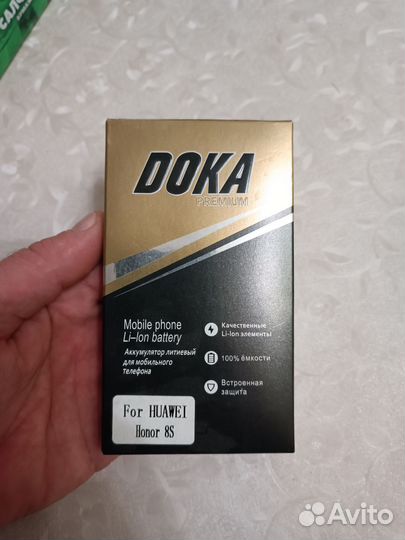 DOKA
PREMIUM
Mobile phone
Li-Ion battery
Аккумулятор литиевый
для мобильного
телефона
Качественные
Li-Ion элементы
100% ёмкости
Встроенная
защита
For HUAWEI
Honor 8S
Avito